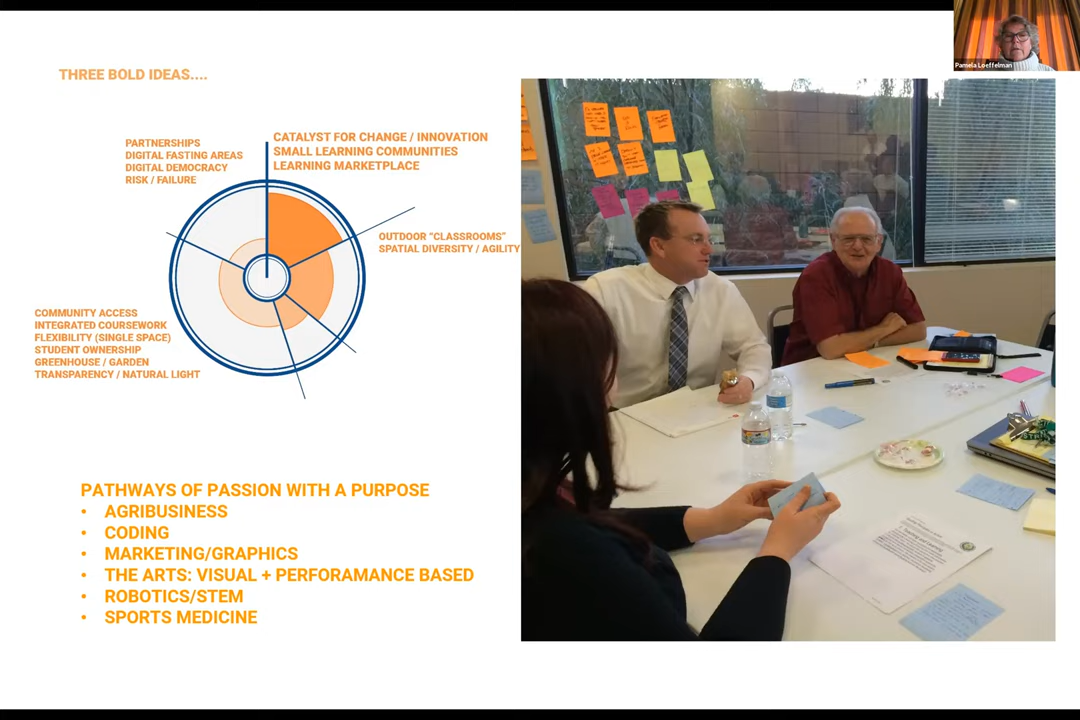 Pamela Loeffelman
THREE BOLD IDEAS....
PARTNERSHIPS
DIGITAL FASTING AREAS
DIGITAL DEMOCRACY
RISK / FAILURE
CATALYST FOR CHANGE / INNOVATION
SMALL LEARNING COMMUNITIES
LEARNING MARKETPLACE
OUTDOOR “CLASSROOMS”
SPATIAL DIVERSITY / AGILITY
COMMUNITY ACCESS
INTEGRATED COURSEWORK
FLEXIBILITY (SINGLE SPACE)
STUDENT OWNERSHIP
GREENHOUSE / GARDEN
TRANSPARENCY / NATURAL LIGHT
PATHWAYS OF PASSION WITH A PURPOSE
• AGRIBUSINESS
• CODING
• MARKETING/GRAPHICS
• THE ARTS: VISUAL + PERFORAMANCE BASED
• ROBOTICS/STEM
• SPORTS MEDICINE